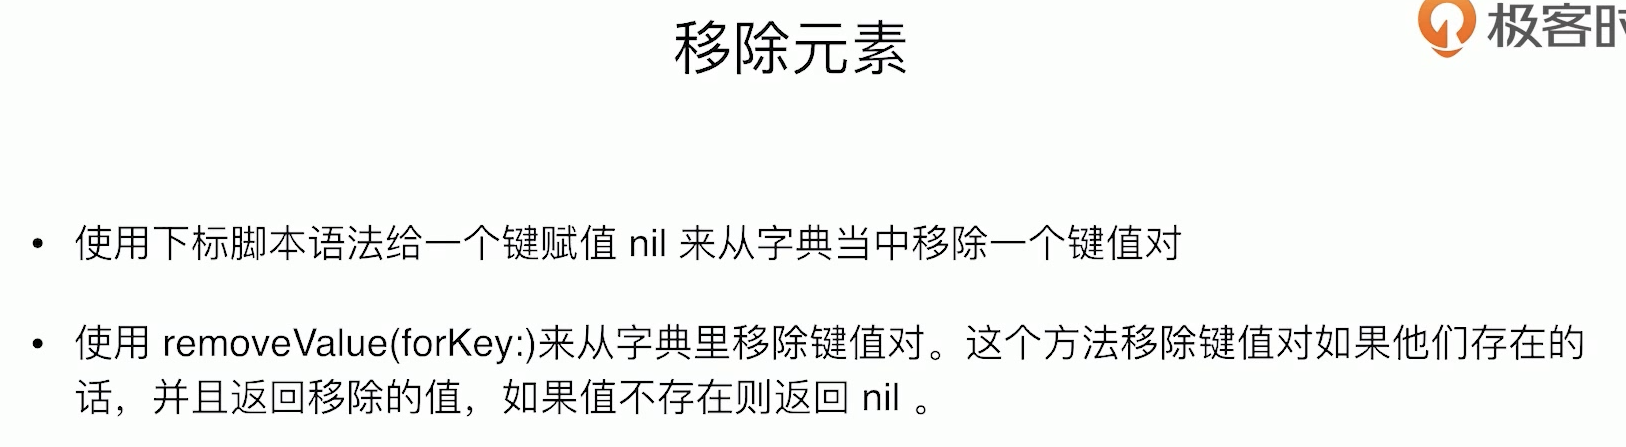 极客时
移除元素
• 使用下标脚本语法给一个键赋值 nil 来从字典当中移除一个键值对
• 使用 removeValue(forKey:)来从字典里移除键值对。这个方法移除键值对如果他们存在的
话，并且返回移除的值，如果值不存在则返回 nil 。